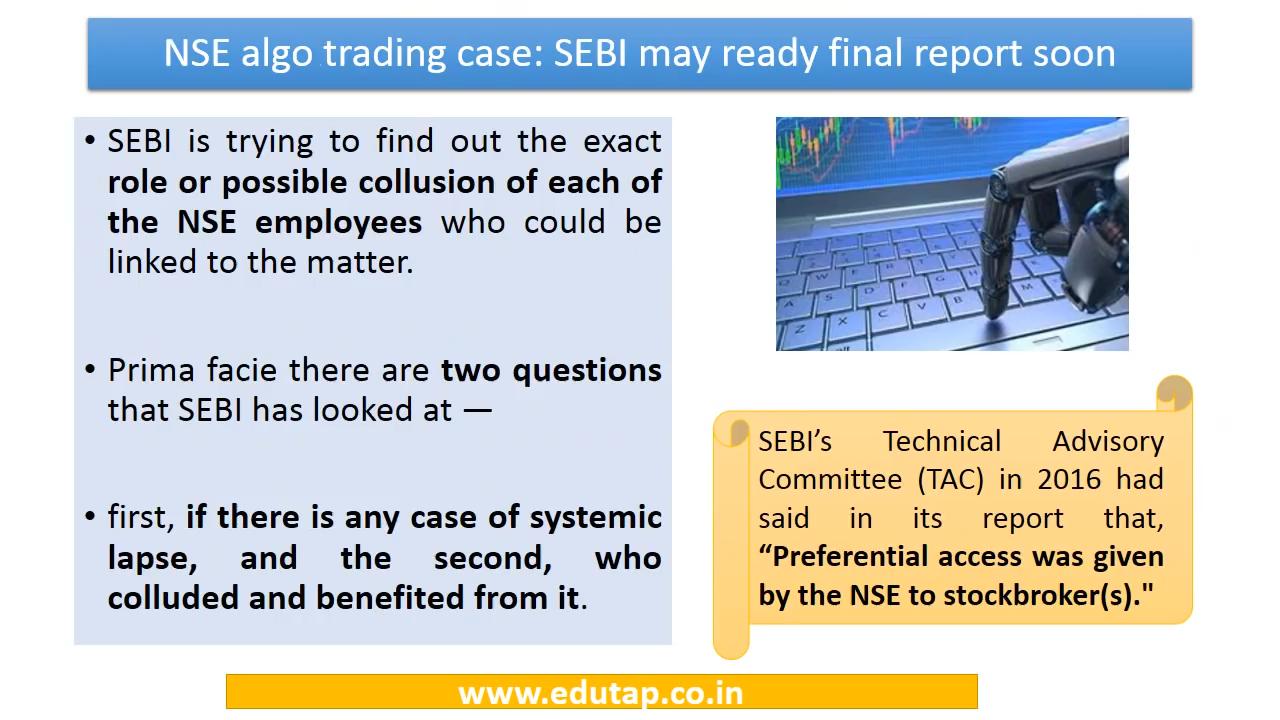 NSE algo trading case: SEBI may ready final report soon
• SEBI is trying to find out the exact
role or possible collusion of each of
the NSE employees who could be
linked to the matter.
• Prima facie there are two questions
that SEBI has looked at —
• first, if there is any case of systemic
lapse, and the second, who
colluded and benefited from it.
SEBI’s Technical Advisory
Committee (TAC) in 2016 had
said in its report that,
“Preferential access was given
by the NSE to stockbroker(s)."
www.edutap.co.in